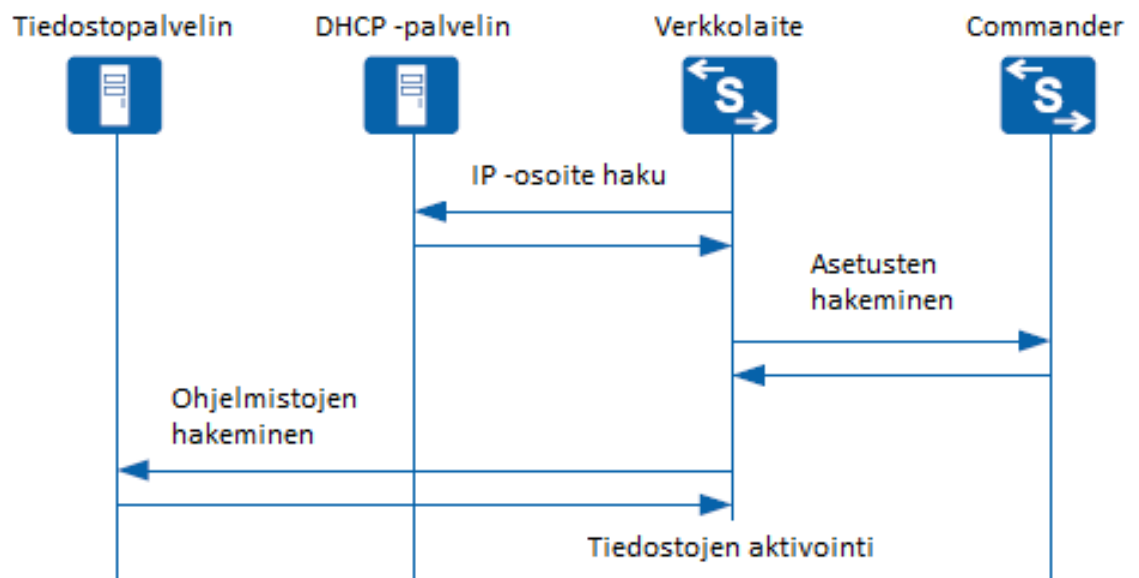 Tiedostopalvelin
DHCP -palvelin
Verkkolaite
Commander
S
S
IP -osoite haku
Asetusten
hakeminen
Ohjelmistojen
hakeminen
Tiedostojen aktivointi